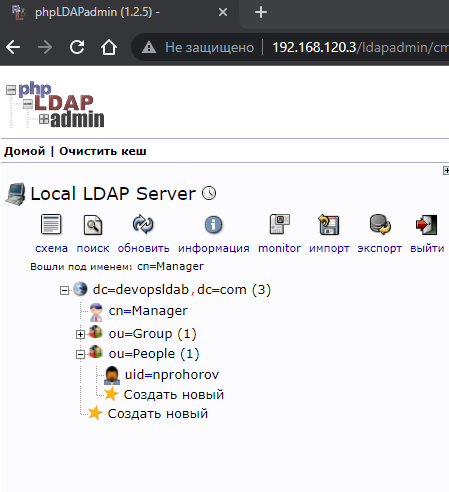 phpLDAPadmin (1.2.5) -
Не защищено 192.168.120.3/ldapadmin/cm
php
LDAP
admin
Домой | Очистить кеш
Local LDAP Server
схема поиск обновить информация monitor импорт экспорт выйти
Вошли под именем: cn=Manager
dc=devopsldab,dc=com (3)
cn=Manager
ou=Group (1)
ou=People (1)
uid=nprohorov
Создать новый
Создать новый